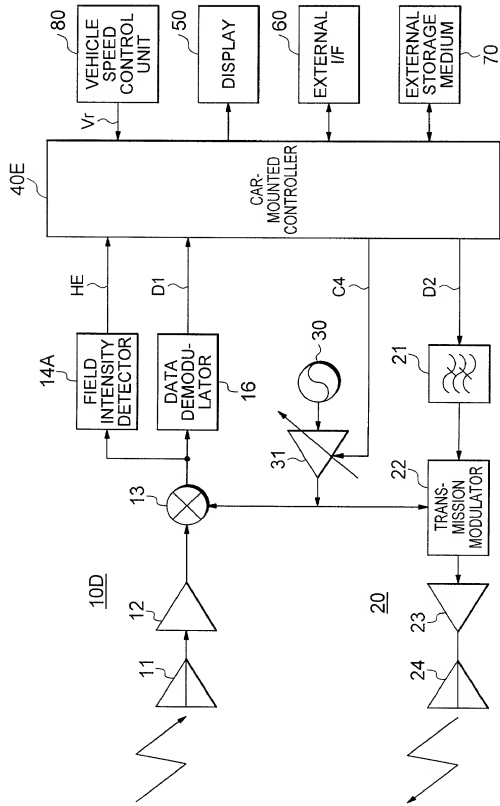 10D
11
12
13
14A
FIELD
INTENSITY
DETECTOR
HE
DATA
DEMODU-
LATOR
16
D1
40E
CAR-
MOUNTED
CONTROLLER
80
VEHICLE
SPEED
CONTROL
UNIT
Vr
50
DISPLAY
60
EXTERNAL
I/F
EXTERNAL
STORAGE
MEDIUM
70
30
31
C4
20
24
23
22
TRANS-
MISSION
MODULATOR
21
D2